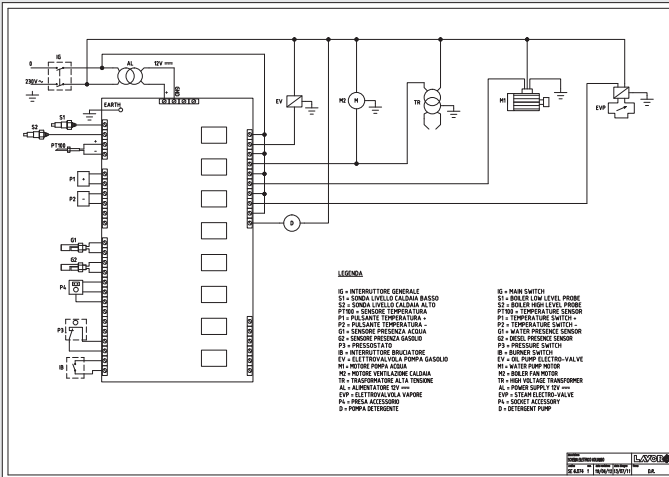 IG
0
230V~
AL
12V
+
GND
EARTH
S1
S2
PT100
+
-
P1
+
P2
-
G1
G2
P4
P3
IB
EV
M2
M
TR
M1
EVP
D
LEGENDA
IG = INTERRUTTORE GENERALE
S1 = SONDA LIVELLO CALDAIA BASSO
S2 = SONDA LIVELLO CALDAIA ALTO
PT100 = SENSORE TEMPERATURA
P1 = PULSANTE TEMPERATURA +
P2 = PULSANTE TEMPERATURA -
G1 = SENSORE PRESENZA ACQUA
G2 = SENSORE PRESENZA GASOLIO
P3 = PRESSOSTATO
IB = INTERRUTTORE BRUCIATORE
EV = ELETTROVALVOLA POMPA GASOLIO
M1 = MOTORE POMPA ACQUA
M2 = MOTORE VENTILAZIONE CALDAIA
TR = TRASFORMATORE ALTA TENSIONE
AL = ALIMENTATORE 12V
EVP = ELETTROVALVOLA VAPORE
P4 = PRESA ACCESSORIO
D = POMPA DETERGENTE
IG = MAIN SWITCH
S1 = BOILER LOW LEVEL PROBE
S2 = BOILER HIGH LEVEL PROBE
PT100 = TEMPERATURE SENSOR
P1 = TEMPERATURE SWITCH +
P2 = TEMPERATURE SWITCH -
G1 = WATER PRESENCE SENSOR
G2 = DIESEL PRESENCE SENSOR
P3 = PRESSURE SWITCH
IB = BURNER SWITCH
EV = OIL PUMP ELECTRO-VALVE
M1 = WATER PUMP MOTOR
M2 = BOILER FAN MOTOR
TR = HIGH VOLTAGE TRANSFORMER
AL = POWER SUPPLY 12V
EVP = STEAM ELECTRO-VALVE
P4 = SOCKET ACCESSORY
D = DETERGENT PUMP
LAVOR